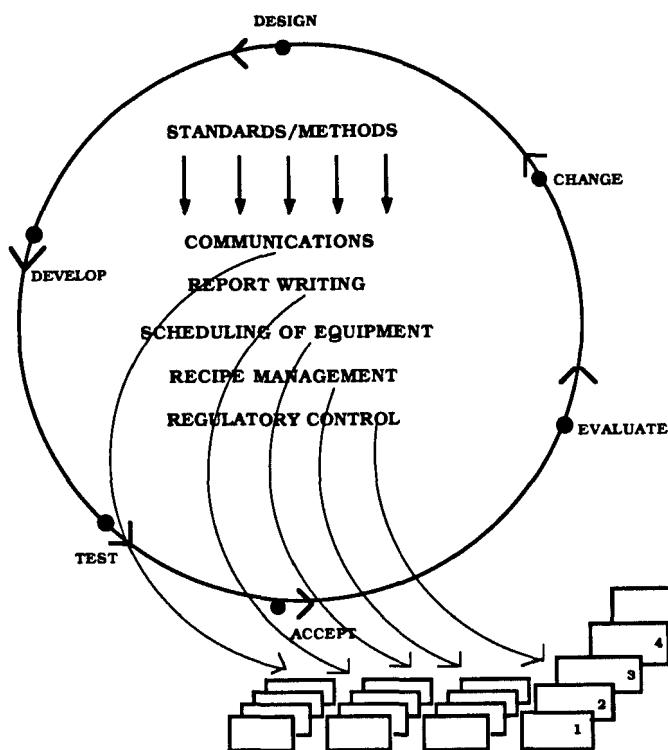 DESIGN
STANDARDS/METHODS
CHANGE
COMMUNICATIONS
DEVELOP
REPORT WRITING
SCHEDULING OF EQUIPMENT
RECIPE MANAGEMENT
REGULATORY CONTROL
EVALUATE
TEST
ACCEPT
4
3
2
1